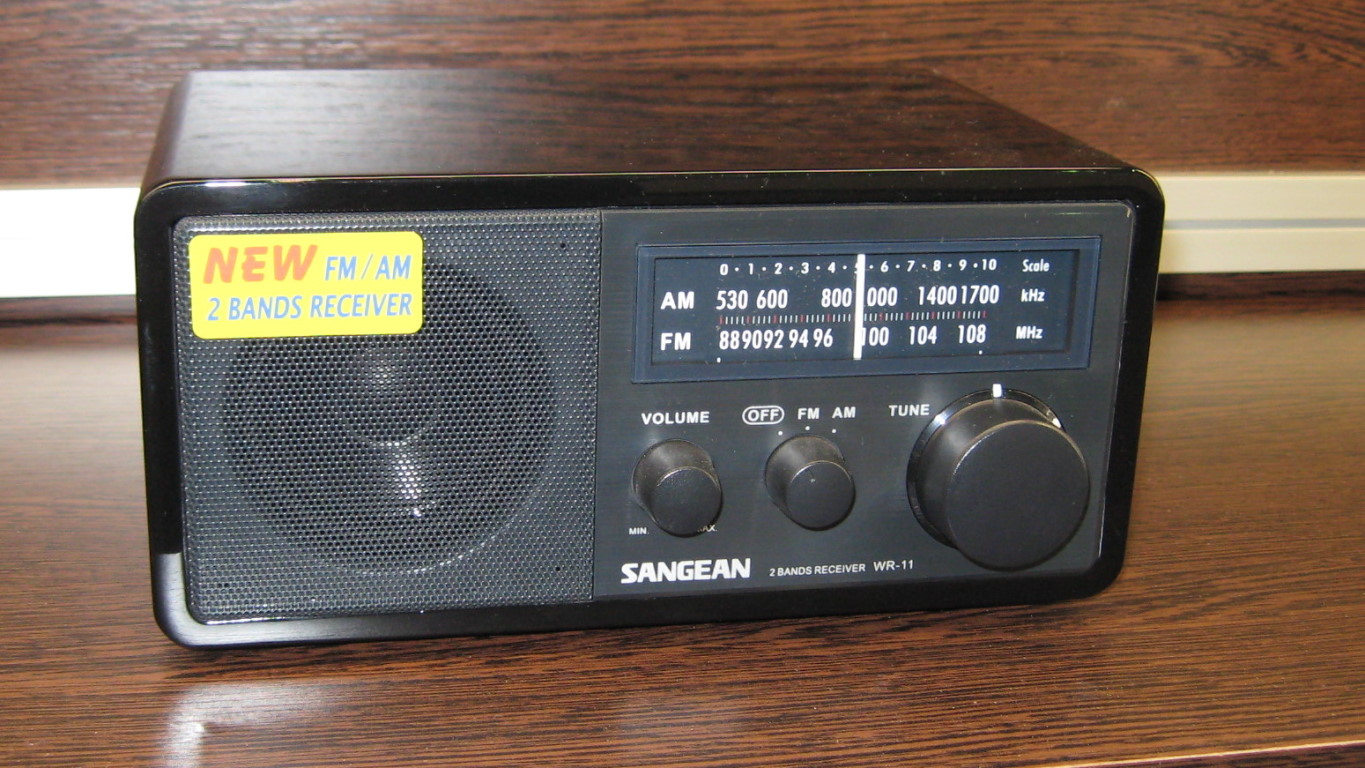 NEW FM/AM
2 BANDS RECEIVER
0 · 1 · 2 · 3 · 4 · 5 · 6 · 7 · 8 · 9 · 10 Scale
AM 530 600 800 000 1400 1700 kHz
FM 88 90 92 94 96 100 104 108 MHz
VOLUME OFF FM AM TUNE
MIN. MAX.
SANGEAN 2 BANDS RECEIVER WR-11